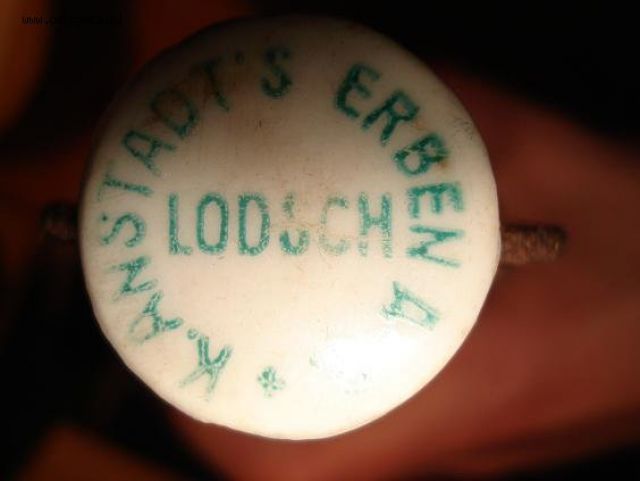 K. ANSTADT'S ERBEN A
LODSCH